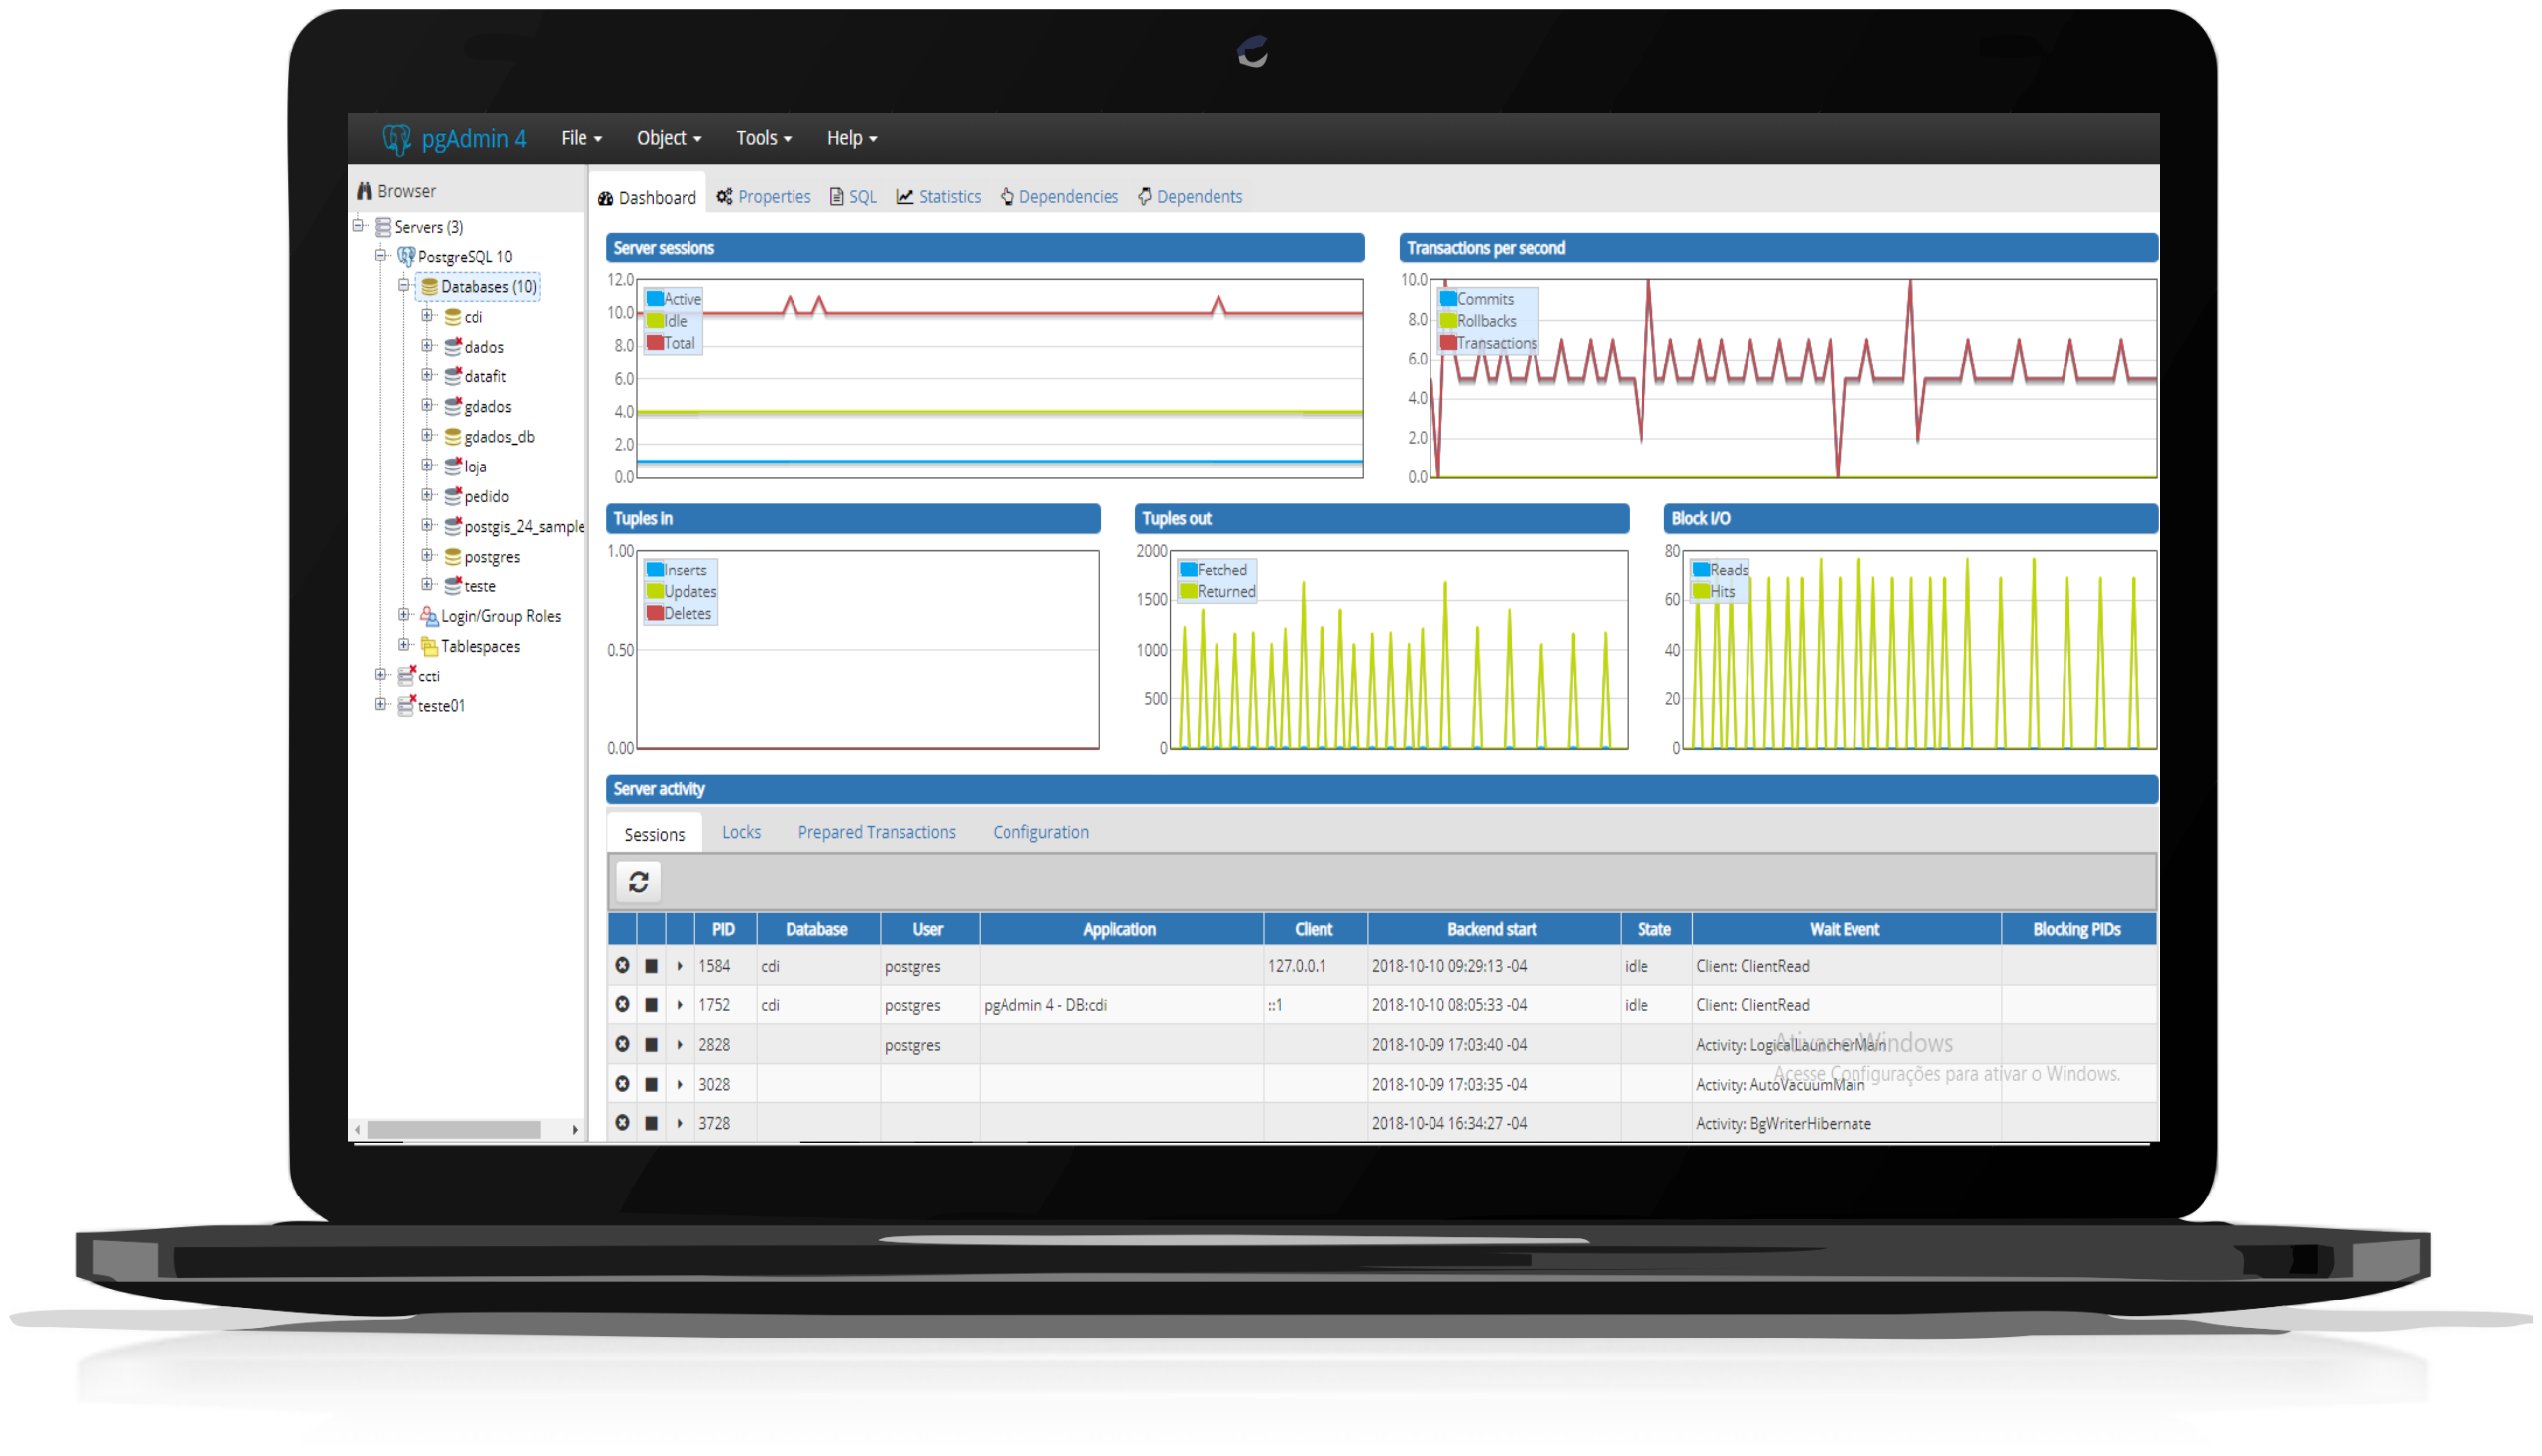 pgAdmin 4 File Object Tools Help
Browser
Servers (3)
PostgreSQL 10
Databases (10)
cdi
dados
datafit
gdados
gdados_db
loja
pedido
postgis_24_sample
postgres
teste
Login/Group Roles
Tablespaces
ccti
teste01
Dashboard Properties SQL Statistics Dependencies Dependents
Server sessions
12.0
10.0
8.0
6.0
4.0
2.0
0.0
Active
Idle
Total
Transactions per second
10.0
8.0
6.0
4.0
2.0
0.0
Commits
Rollbacks
Transactions
Tuples in
1.00
0.50
0.00
Inserts
Updates
Deletes
Tuples out
2000
1500
1000
500
0
Fetched
Returned
Block I/O
80
60
40
20
0
Reads
Hits
Server activity
Sessions Locks Prepared Transactions Configuration
PID Database User Application Client Backend start State Wait Event Blocking PIDs
1584 cdi postgres 127.0.0.1 2018-10-10 09:29:13 -04 idle Client: ClientRead
1752 cdi postgres pgAdmin 4 - DB:cdi ::1 2018-10-10 08:05:33 -04 idle Client: ClientRead
2828 postgres 2018-10-09 17:03:40 -04 Activity: LogicalLauncherMain
3028 2018-10-09 17:03:35 -04 Activity: AutoVacuumMain
3728 2018-10-04 16:34:27 -04 Activity: BgWriterHibernate
Ativar o Windows
Acesse Configurações para ativar o Windows.